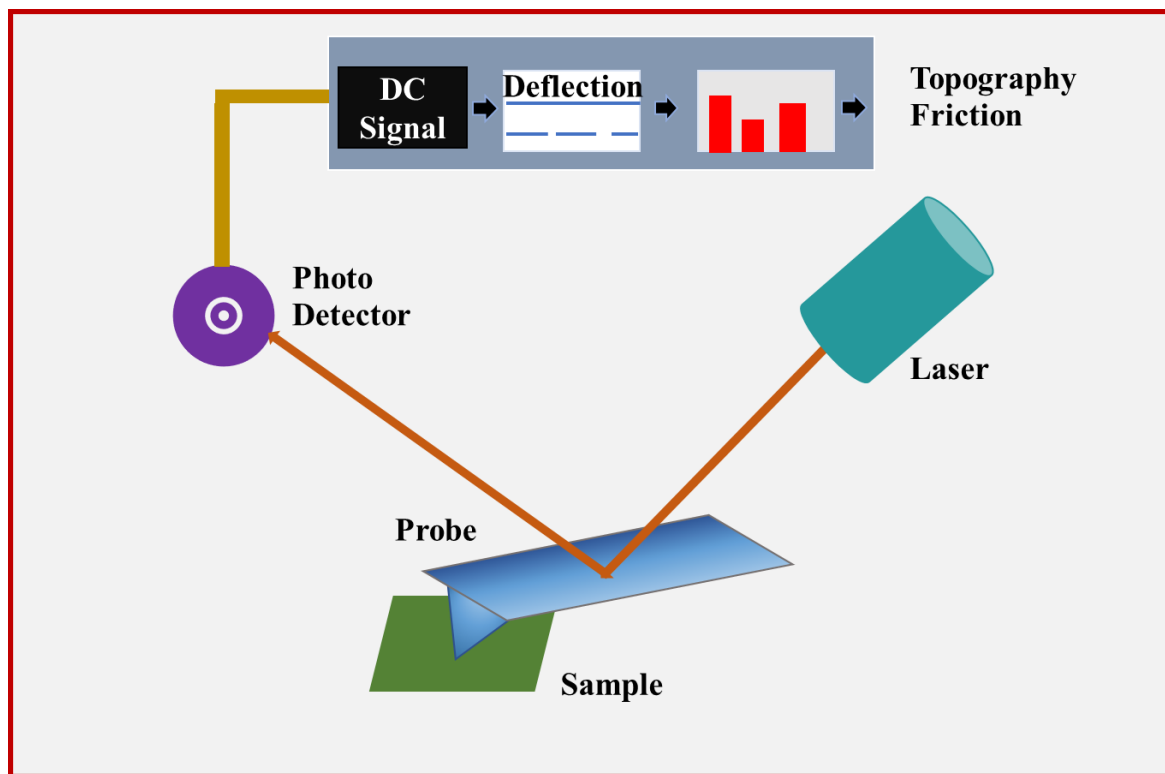 DC
Signal
Deflection
Topography
Friction
Photo
Detector
Laser
Probe
Sample